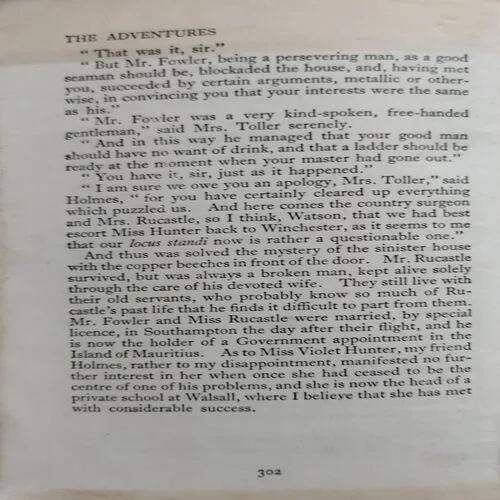 THE ADVENTURES
" That was it, sir."
" But Mr. Fowler, being a persevering man, as a good
seaman should be, blockaded the house, and, having met
you, succeeded by certain arguments, metallic or other-
wise, in convincing you that your interests were the same
as his."
" Mr. Fowler was a very kind-spoken, free-handed
gentleman," said Mrs. Toller serenely.
" And in this way he managed that your good man
should have no want of drink, and that a ladder should be
ready at the moment when your master had gone out."
" You have it, sir, just as it happened."
" I am sure we owe you an apology, Mrs. Toller," said
Holmes, " for you have certainly cleared up everything
which puzzled us. And here comes the country surgeon
and Mrs. Rucastle, so I think, Watson, that we had best
escort Miss Hunter back to Winchester, as it seems to me
that our locus standi now is rather a questionable one."
And thus was solved the mystery of the sinister house
with the copper beeches in front of the door. Mr. Rucastle
survived, but was always a broken man, kept alive solely
through the care of his devoted wife. They still live with
their old servants, who probably know so much of Ru-
castle's past life that he finds it difficult to part from them.
Mr. Fowler and Miss Rucastle were married, by special
licence, in Southampton the day after their flight, and he
is now the holder of a Government appointment in the
Island of Mauritius. As to Miss Violet Hunter, my friend
Holmes, rather to my disappointment, manifested no fur-
ther interest in her when once she had ceased to be the
centre of one of his problems, and she is now the head of a
private school at Walsall, where I believe that she has met
with considerable success.
302